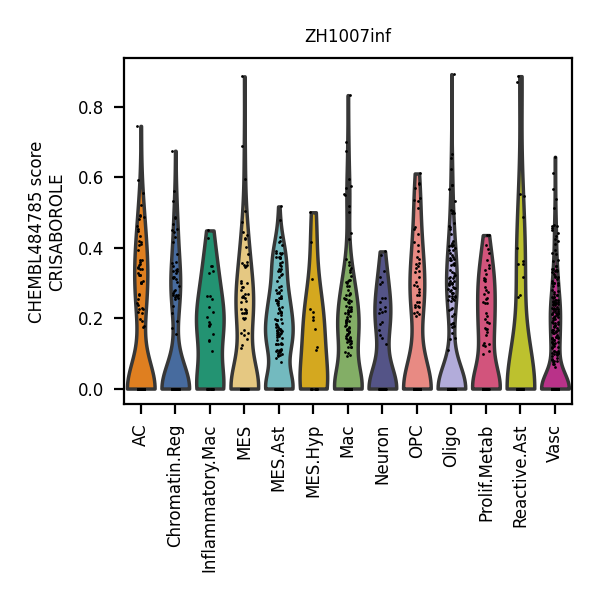 ZH1007inf
CHEMBL484785 score
CRISABOROLE
0.8
0.6
0.4
0.2
0.0
AC
Chromatin.Reg
Inflammatory.Mac
MES
MES.Ast
MES.Hyp
Mac
Neuron
OPC
Oligo
Prolif.Metab
Reactive.Ast
Vasc